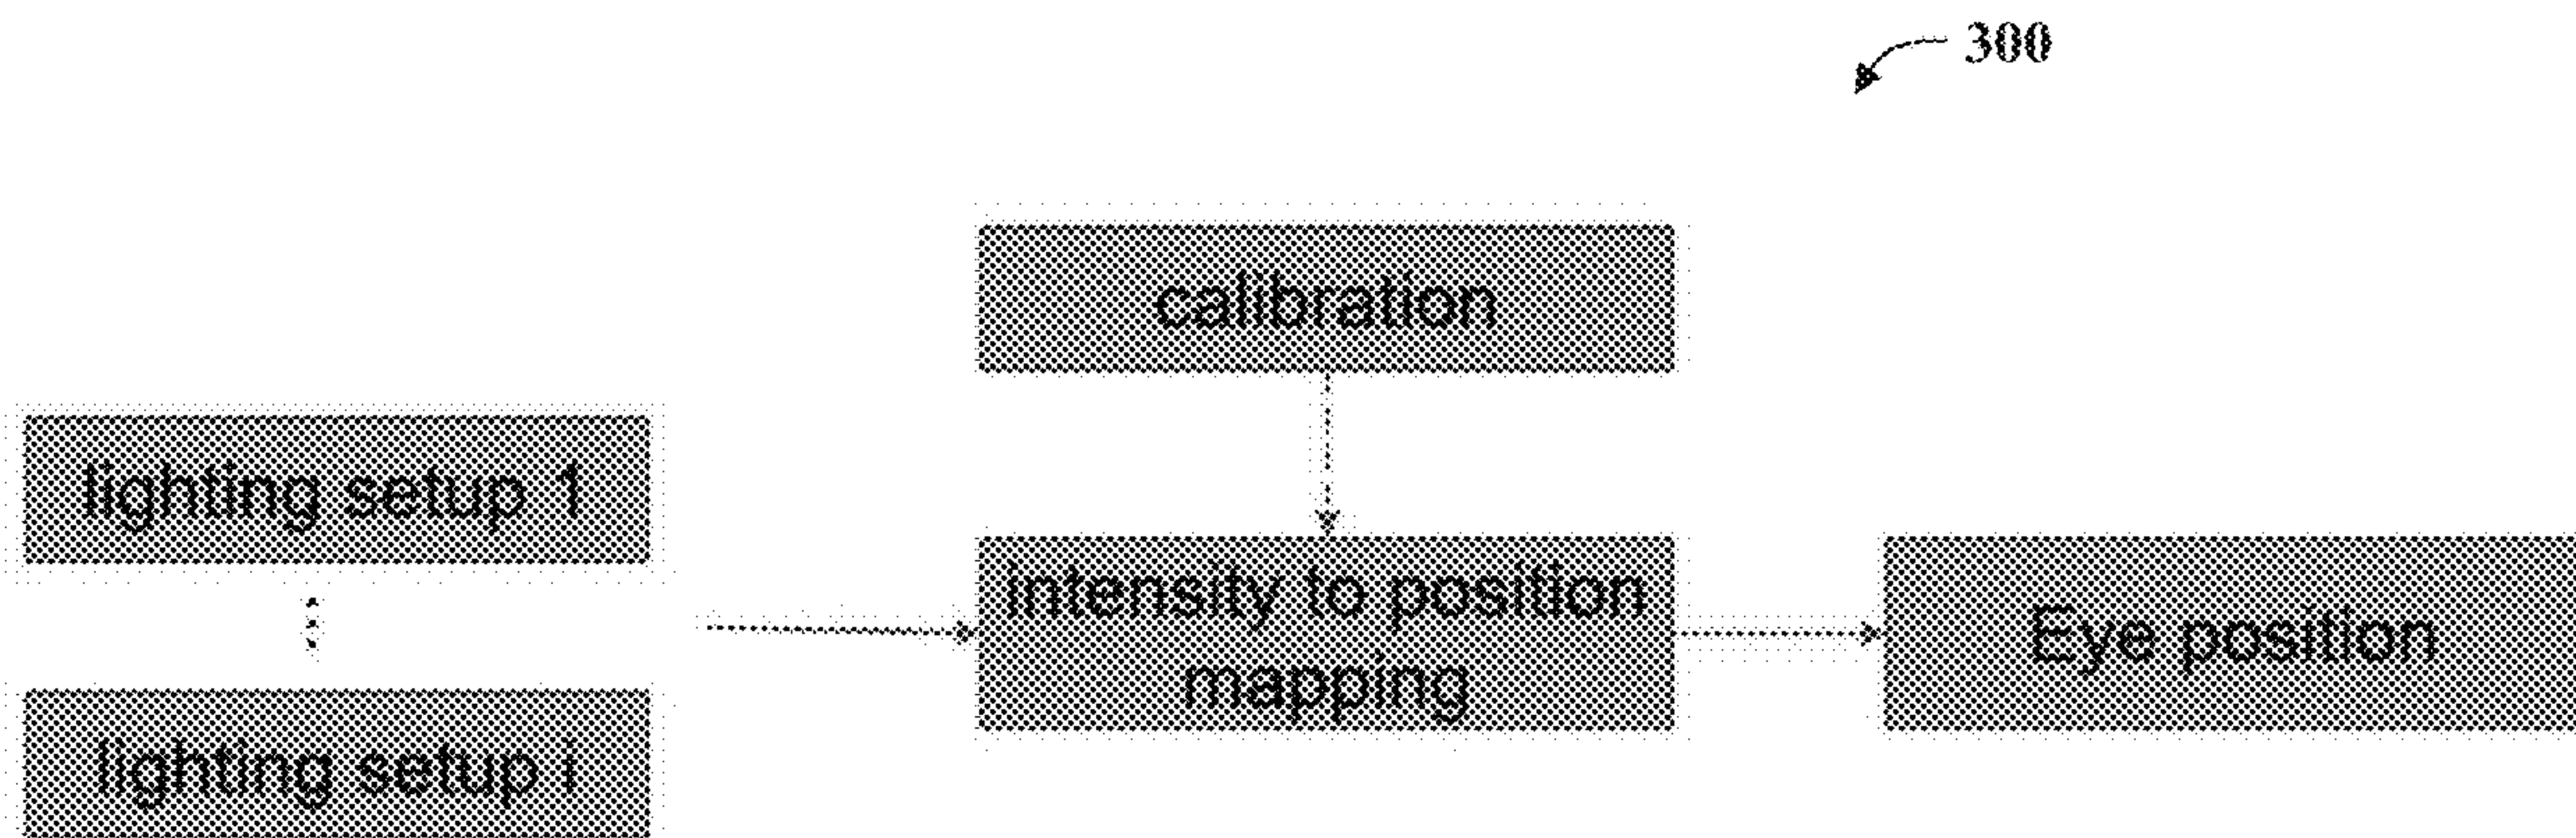 300
calibration
lighting setup 1
intensity to position
mapping
Eye position
lighting setup i